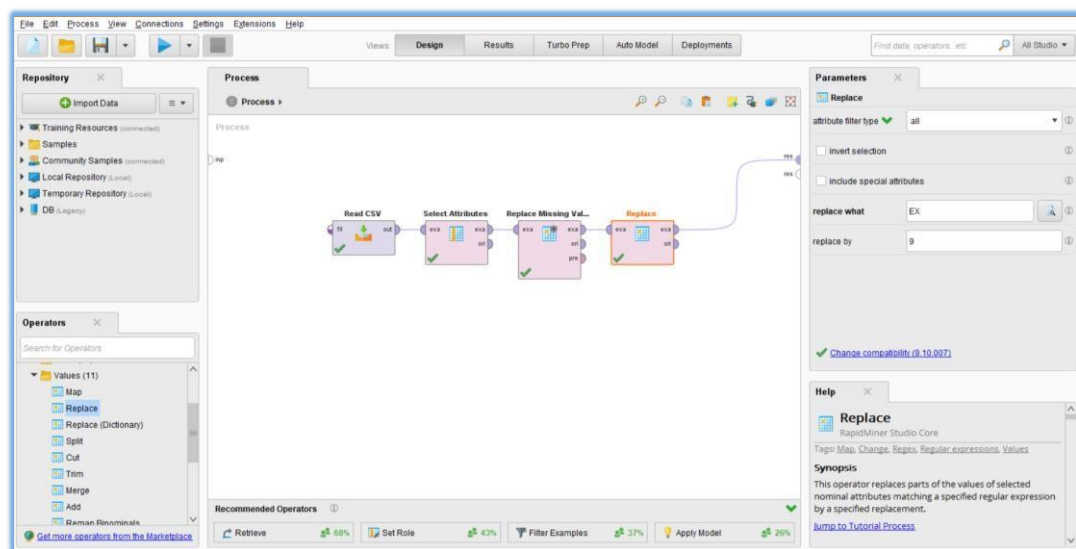 File Edit Process View Connections Settings Extensions Help
Views: Design Results Turbo Prep Auto Model Deployments
Find data, operators...etc All Studio
Repository
Import Data
Training Resources (connected)
Samples
Community Samples (connected)
Local Repository (Local)
Temporary Repository (Local)
DB (Legacy)
Operators
Search for Operators
Values (11)
Map
Replace
Replace (Dictionary)
Split
Cut
Trim
Merge
Add
Remap Binominals
Get more operators from the Marketplace
Process
Process
Process
inp
res
res
Read CSV
fil out
Select Attributes
exa exa
ori
Replace Missing Val...
exa exa
ori
pre
Replace
exa exa
ori
Recommended Operators
Retrieve 68% Set Role 43% Filter Examples 37% Apply Model 26%
Parameters
Replace
attribute filter type all
invert selection
include special attributes
replace what EX
replace by 9
Change compatibility (9.10.007)
Help
Replace
RapidMiner Studio Core
Tags: Map, Change, Regex, Regular expressions, Values
Synopsis
This operator replaces parts of the values of selected
nominal attributes matching a specified regular expression
by a specified replacement.
Jump to Tutorial Process